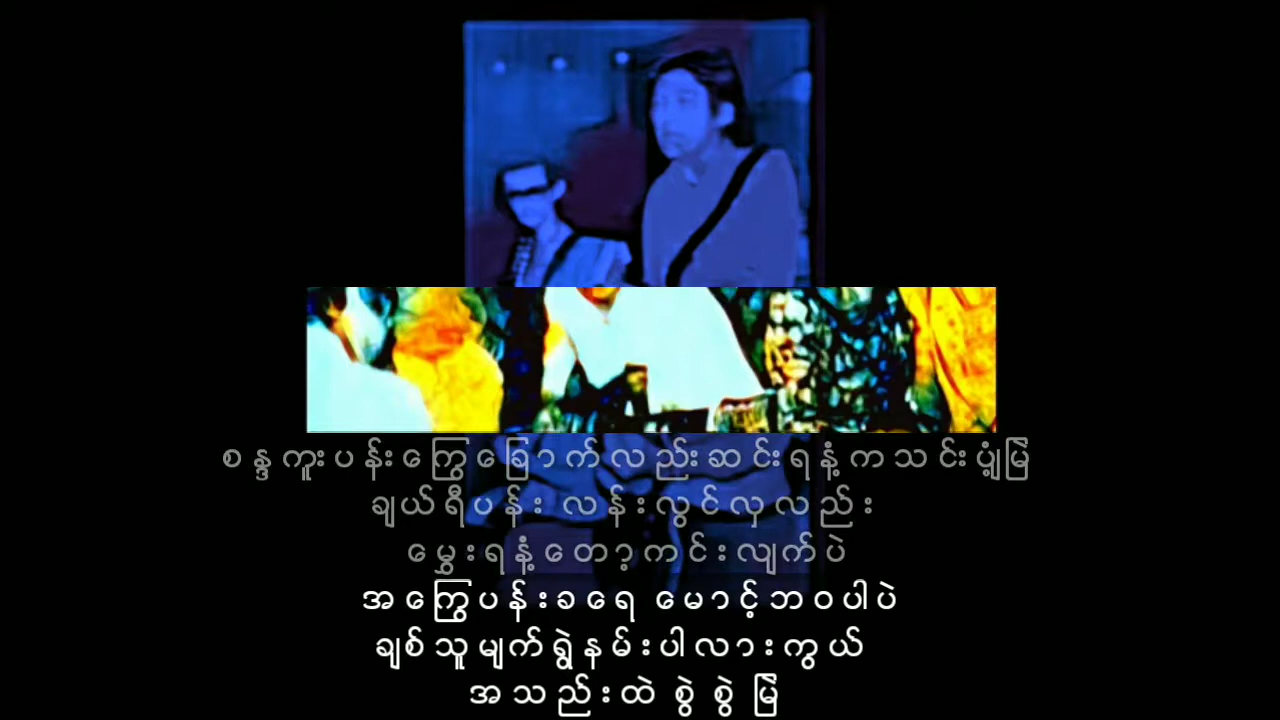 စန္ဒကူးပန်းကြွေခြောက်လည်းဆင်းရနံ့ကသင်းပျံ့မြဲ
ချယ်ရီပန်း လန်းလွင်လှလည်း
မွှေးရနံ့တော့ကင်းလျက်ပဲ
အကြွေပန်းခရေ မောင့်ဘဝပါပဲ
ချစ်သူမျက်ရွဲနမ်းပါလားကွယ်
အသည်းထဲ စွဲ စွဲ မြဲ